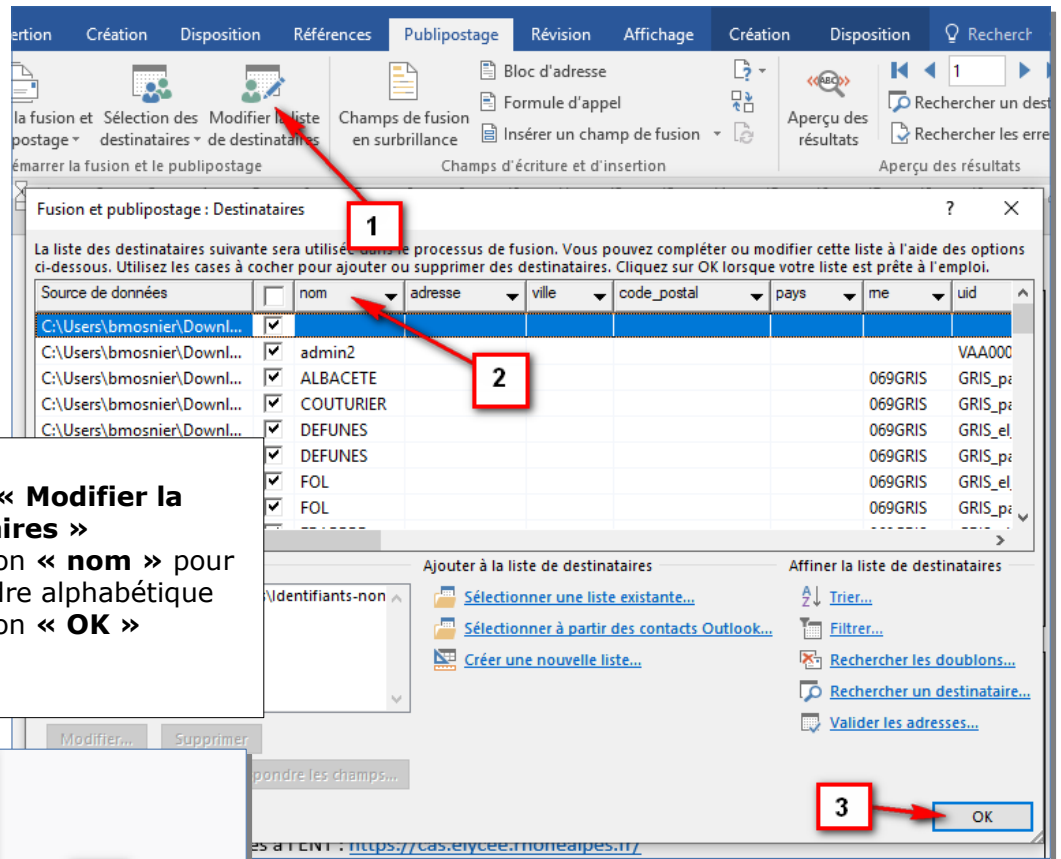 ertion Création Disposition Références Publipostage Révision Affichage Création Disposition Recherch
la fusion et Sélection des Modifier la liste Champs de fusion Bloc d'adresse Aperçu des 1
postage destinataires de destinataires en surbrillance Formule d'appel résultats Rechercher un dest
Insérer un champ de fusion Rechercher les erre
émarrer la fusion et le publipostage Champs d'écriture et d'insertion Aperçu des résultats
1
Fusion et publipostage : Destinataires ? X
La liste des destinataires suivante sera utilisée dans le processus de fusion. Vous pouvez compléter ou modifier cette liste à l'aide des options
ci-dessous. Utilisez les cases à cocher pour ajouter ou supprimer des destinataires. Cliquez sur OK lorsque votre liste est prête à l'emploi.
Source de données nom adresse ville code_postal pays me uid
C:\Users\bmosnier\Downl...
C:\Users\bmosnier\Downl... admin2 VAA000
C:\Users\bmosnier\Downl... ALBACETE 069GRIS GRIS_pa
2
C:\Users\bmosnier\Downl... COUTURIER 069GRIS GRIS_pa
C:\Users\bmosnier\Downl... DEFUNES 069GRIS GRIS_el_
DEFUNES 069GRIS GRIS_pa
FOL 069GRIS GRIS_el_
FOL 069GRIS GRIS_pa
« Modifier la
ires »
on « nom » pour
dre alphabétique
on « OK »
Ajouter à la liste de destinataires Affiner la liste de destinataires
\Identifiants-non Sélectionner une liste existante... Trier...
Sélectionner à partir des contacts Outlook... Filtrer...
Créer une nouvelle liste... Rechercher les doublons...
Rechercher un destinataire...
Valider les adresses...
Modifier... Supprimer
pondre les champs...
3 OK
es à l'ENT : https://cas.elycee.rhonealpes.fr/